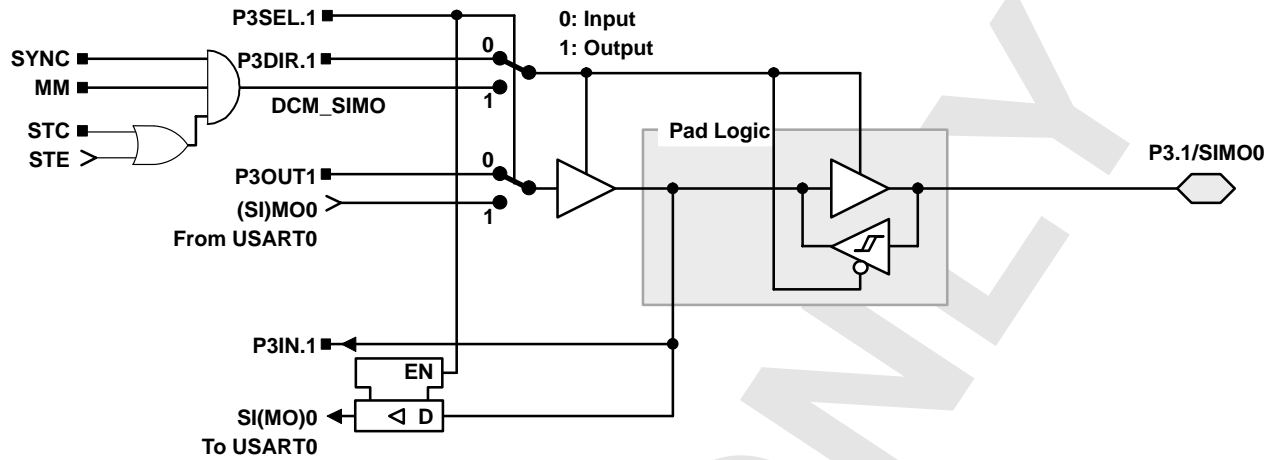 P3SEL.1
0: Input
1: Output
SYNC
P3DIR.1
0
MM
1
DCM_SIMO
STC
STE
Pad Logic
P3.1/SIMO0
P3OUT1
0
(SI)MO0
1
From USART0
P3IN.1
EN
SI(MO)0
D
To USART0
NLY